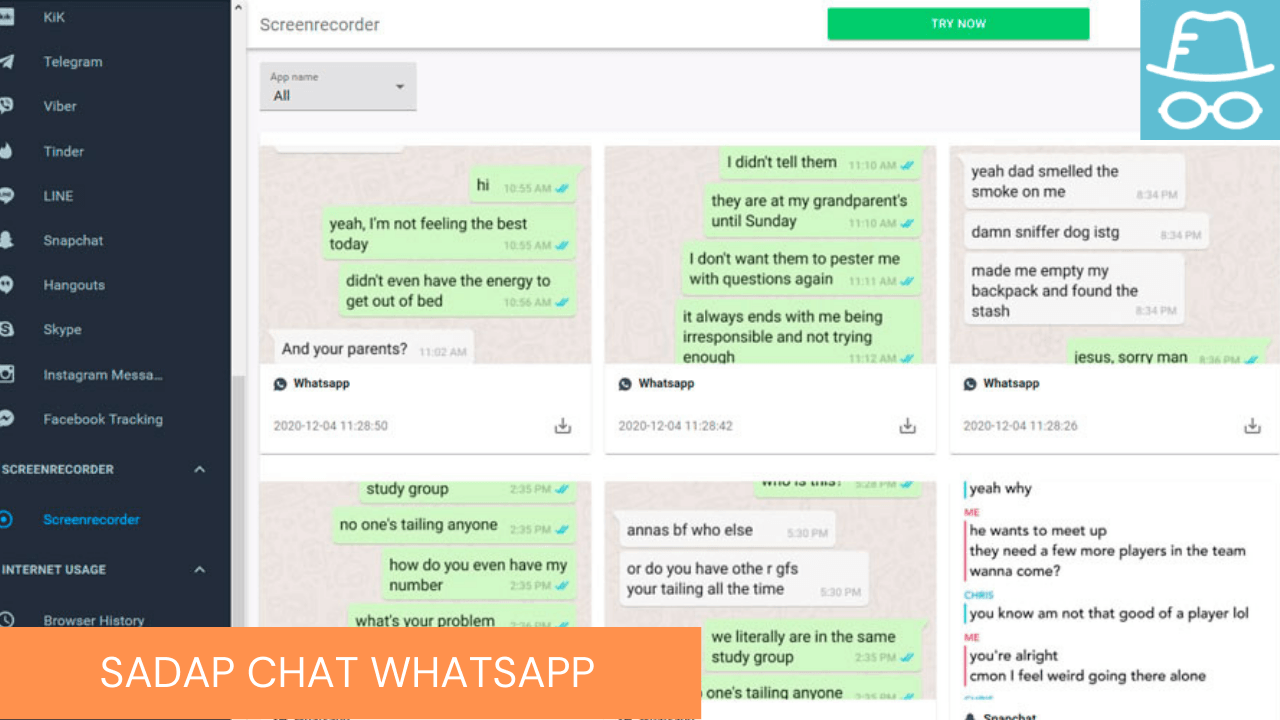 KiK
Telegram
Viber
Tinder
LINE
Snapchat
Hangouts
Skype
Instagram Messa...
Facebook Tracking
SCREENRECORDER
Screenrecorder
INTERNET USAGE
Browser History
Screenrecorder
TRY NOW
App name
All
hi 10:55 AM
yeah, I'm not feeling the best
today 10:55 AM
didn't even have the energy to
get out of bed 10:56 AM
And your parents? 11:02 AM
Whatsapp
2020-12-04 11:28:50
I didn't tell them 11:10 AM
they are at my grandparent's
until Sunday 11:10 AM
I don't want them to pester me
with questions again 11:11 AM
it always ends with me being
irresponsible and not trying
enough 11:12 AM
Whatsapp
2020-12-04 11:28:42
yeah dad smelled the
smoke on me 8:34 PM
damn sniffer dog istg 8:34 PM
made me empty my
backpack and found the
stash 8:34 PM
jesus, sorry man 8:36 PM
Whatsapp
2020-12-04 11:28:26
study group 2:35 PM
no one's tailing anyone 2:35 PM
how do you even have my
number 2:35 PM
what's your problem 2:36 PM
who is this? 5:28 PM
annas bf who else 5:30 PM
or do you have othe r gfs
your tailing all the time 5:30 PM
we literally are in the same
study group 2:35 PM
one's tailing anyone 2:35 PM
yeah why
ME
he wants to meet up
they need a few more players in the team
wanna come?
CHRIS
you know am not that good of a player lol
ME
you're alright
cmon I feel weird going there alone
CHRIS
Snapchat
SADAP CHAT WHATSAPP